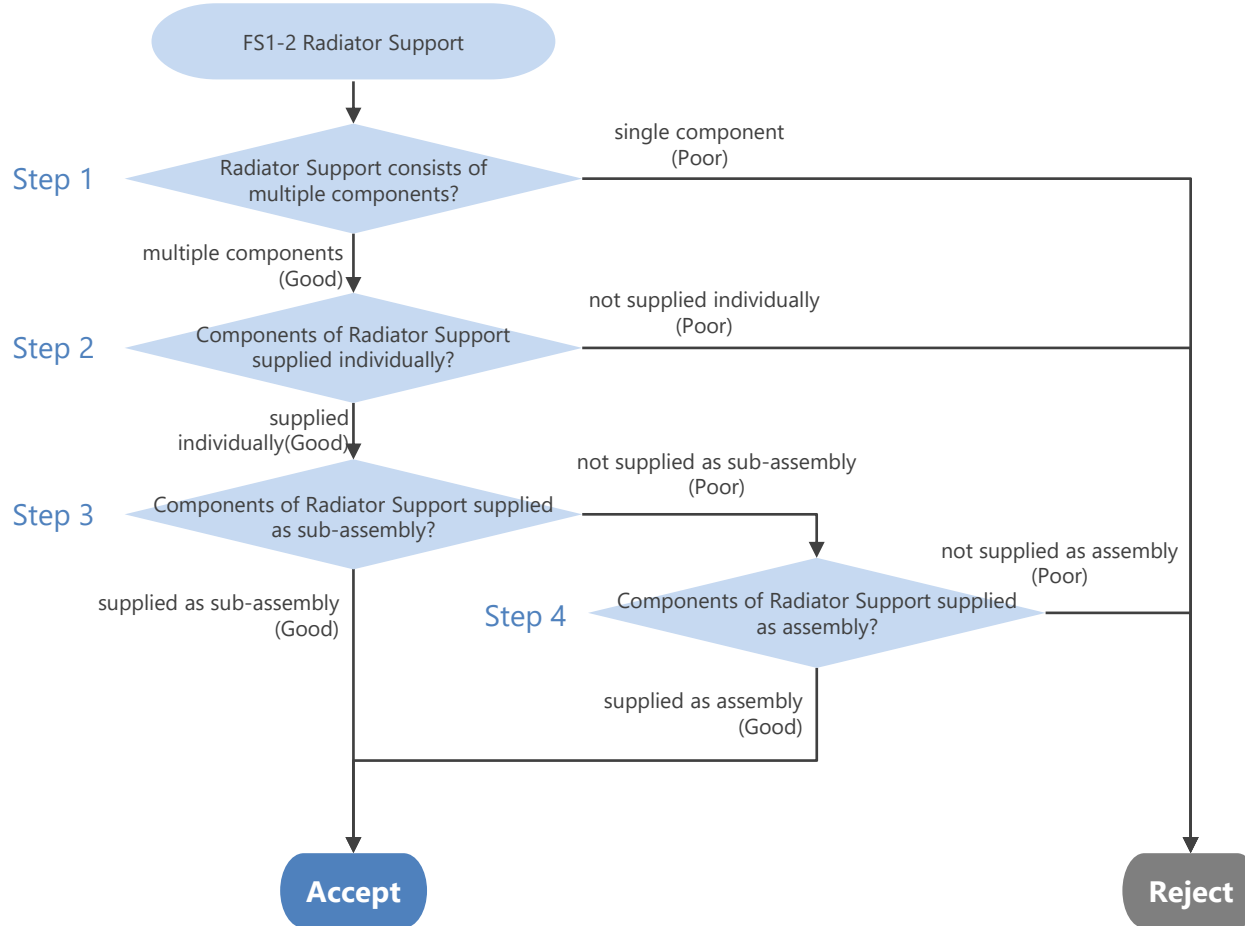 FS1-2 Radiator Support
Step 1
Radiator Support consists of
multiple components?
single component
(Poor)
multiple components
(Good)
Step 2
Components of Radiator Support
supplied individually?
not supplied individually
(Poor)
supplied
individually(Good)
Step 3
Components of Radiator Support supplied
as sub-assembly?
not supplied as sub-assembly
(Poor)
supplied as sub-assembly
(Good)
Step 4
Components of Radiator Support supplied
as assembly?
not supplied as assembly
(Poor)
supplied as assembly
(Good)
Accept
Reject